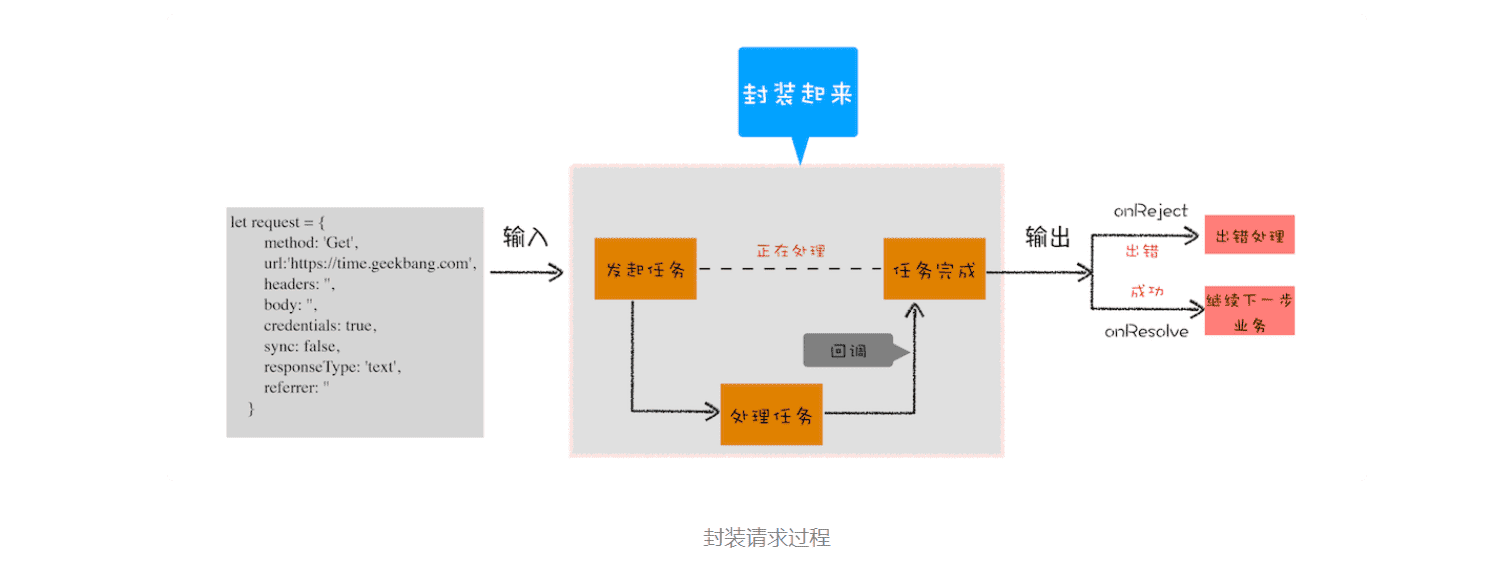 封装起来
let request = {
method: 'Get',
url:'https://time.geekbang.com',
headers: '',
body: '',
credentials: true,
sync: false,
responseType: 'text',
referrer: ''
}
输入
发起任务
正在处理
任务完成
回调
处理任务
输出
onReject
出错
出错处理
成功
onResolve
继续下一步
业务
封装请求过程